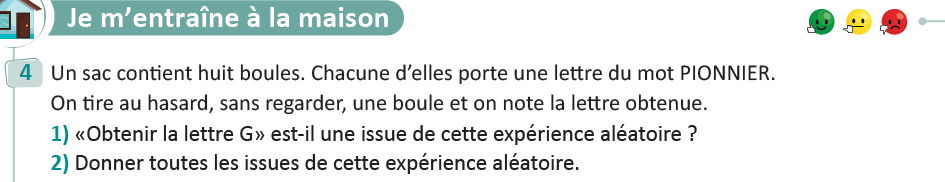 Je m’entraîne à la maison
4 Un sac contient huit boules. Chacune d’elles porte une lettre du mot PIONNIER.
On tire au hasard, sans regarder, une boule et on note la lettre obtenue.
1) «Obtenir la lettre G» est-il une issue de cette expérience aléatoire ?
2) Donner toutes les issues de cette expérience aléatoire.